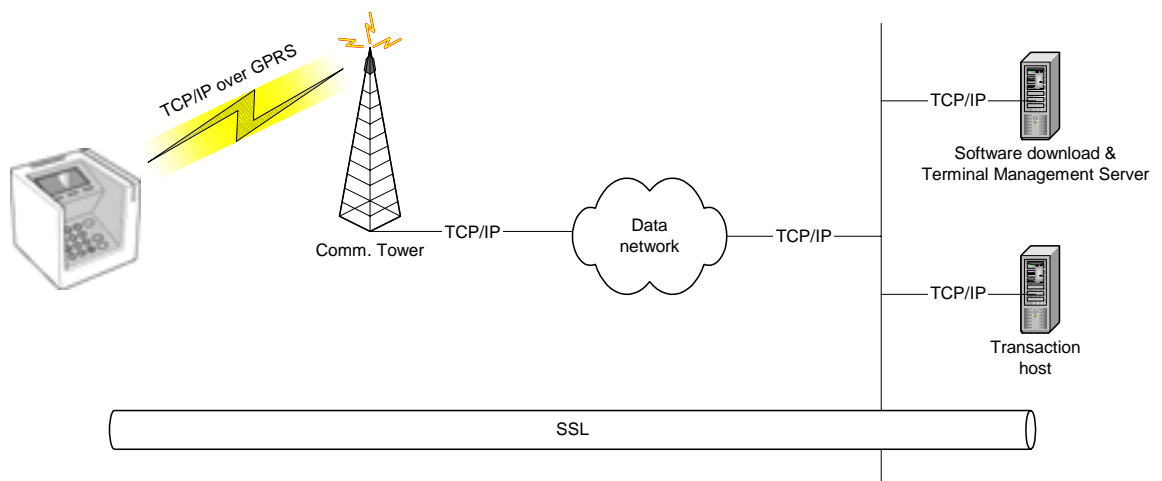 TCP/IP over GPRS
TCP/IP
Software download &
Terminal Management Server
Comm. Tower
TCP/IP
Data
network
TCP/IP
TCP/IP
Transaction
host
SSL